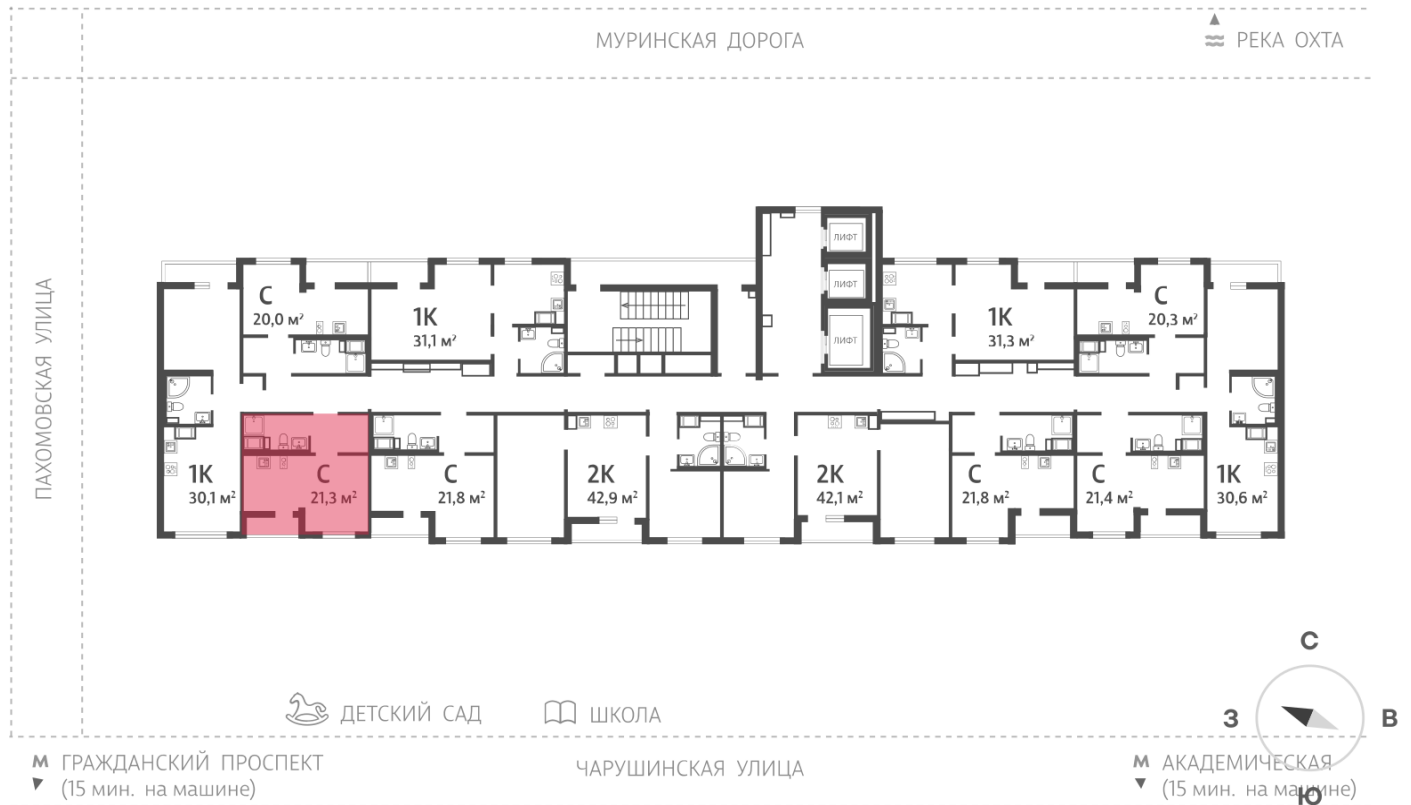 МУРИНСКАЯ ДОРОГА
РЕКА ОХТА
ПАХОМОВСКАЯ УЛИЦА
ЛИФТ
ЛИФТ
ЛИФТ
С
20,0 м²
1К
31,1 м²
1К
31,3 м²
С
20,3 м²
1К
30,1 м²
С
21,3 м²
С
21,8 м²
2К
42,9 м²
2К
42,1 м²
С
21,8 м²
С
21,4 м²
1К
30,6 м²
С
З
В
Ю
ДЕТСКИЙ САД
ШКОЛА
М ГРАЖДАНСКИЙ ПРОСПЕКТ
(15 мин. на машине)
ЧАРУШИНСКАЯ УЛИЦА
М АКАДЕМИЧЕСКАЯ
(15 мин. на машине)